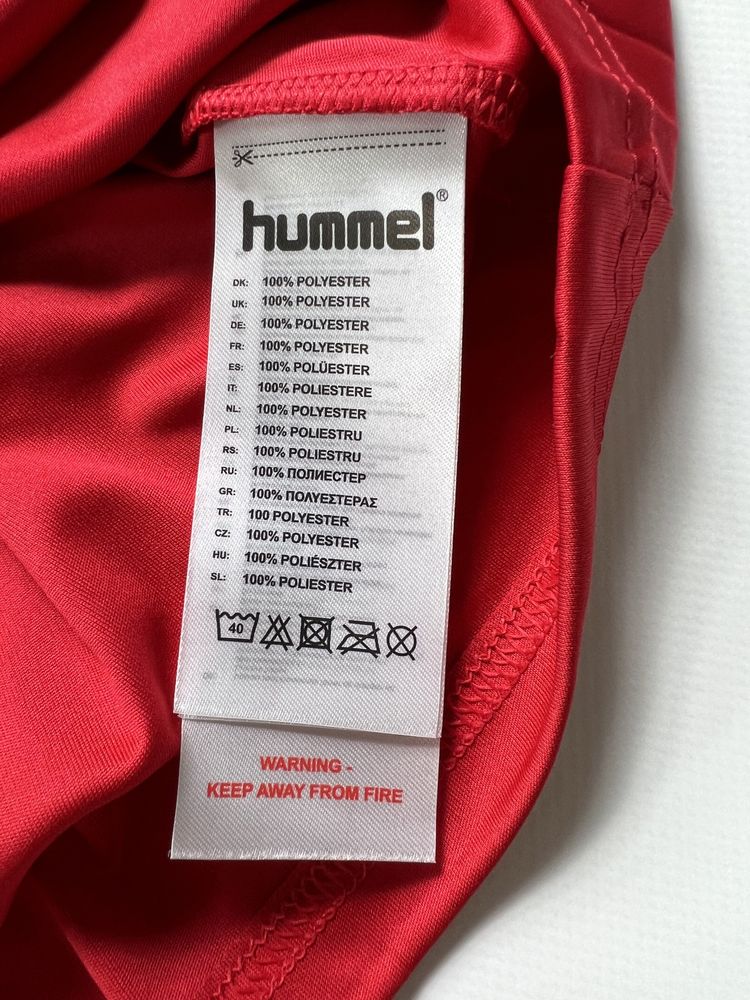 hummel®
DK: 100% POLYESTER
UK: 100% POLYESTER
DE: 100% POLYESTER
FR: 100% POLYESTER
ES: 100% POLÜESTER
IT: 100% POLIESTERE
NL: 100% POLYESTER
PL: 100% POLIESTRU
RS: 100% POLIESTRU
RU: 100% ПОЛИЕСТЕР
GR: 100% ΠΟΛΥΕΣΤΕΡΑΣ
TR: 100 POLYESTER
CZ: 100% POLYESTER
HU: 100% POLIÉSZTER
SL: 100% POLIESTER
40
WARNING -
KEEP AWAY FROM FIRE